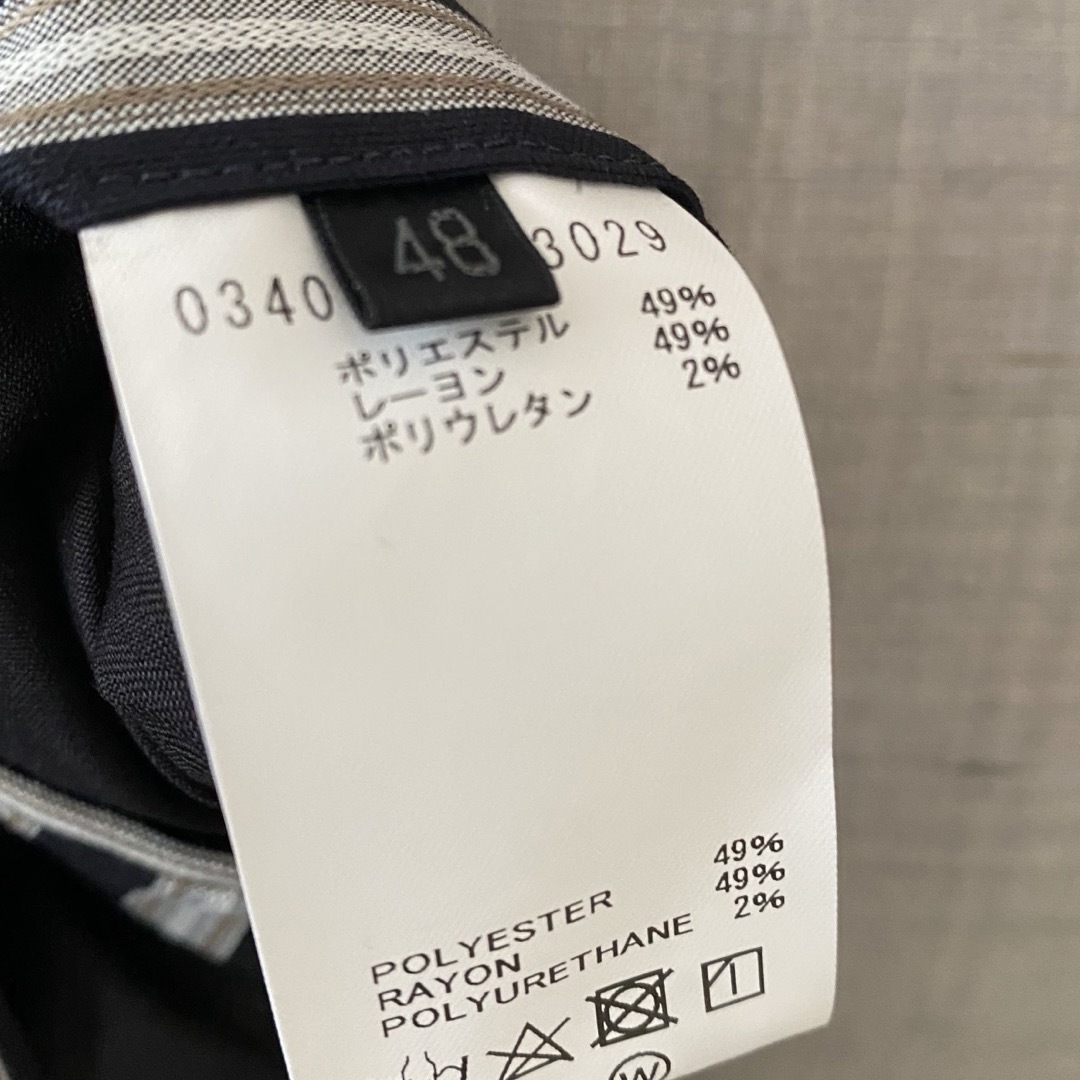 48
0340 3029
ポリエステル 49%
レーヨン 49%
ポリウレタン 2%
POLYESTER 49%
RAYON 49%
POLYURETHANE 2%
W